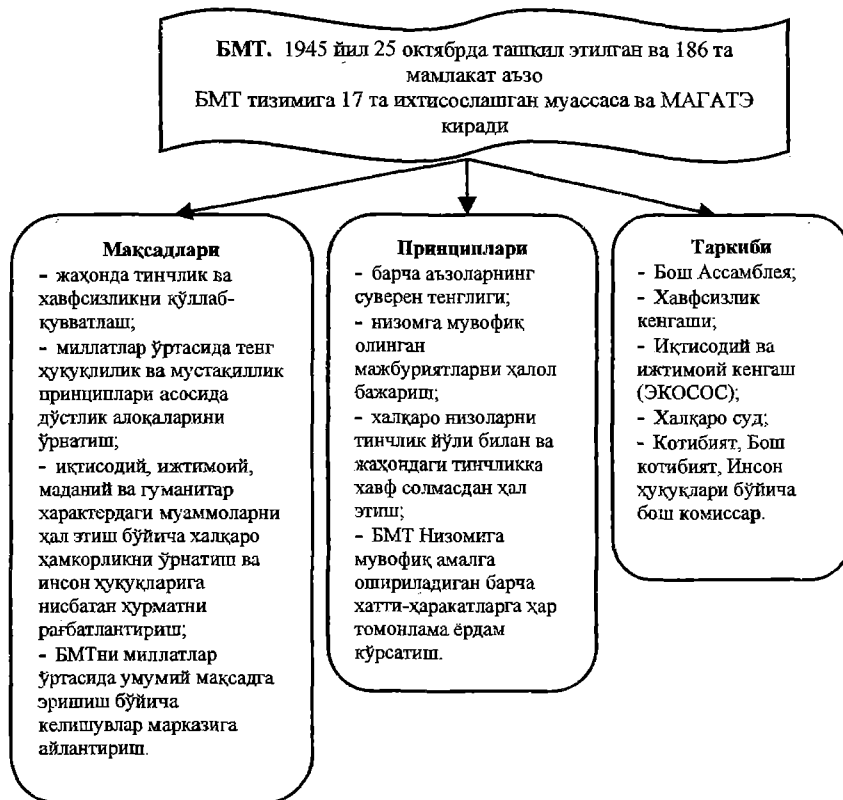 БМТ. 1945 йил 25 октябрда ташкил этилган ва 186 та
мамлакат аъзо
БМТ тизимига 17 та ихтисослашган муассаса ва МАГАТЭ
киради
Мақсадлари
- жаҳонда тинчлик ва
хавфсизликни қўллаб-
қувватлаш;
- миллатлар ўртасида тенг
ҳуқуқлилик ва мустақиллик
принциплари асосида
дўстлик алоқаларини
ўрнатиш;
- иқтисодий, ижтимоий,
маданий ва гуманитар
характердаги муаммоларни
ҳал этиш бўйича халқаро
ҳамкорликни ўрнатиш ва
инсон ҳуқуқларига
нисбатан ҳурматни
рағбатлантириш;
- БМТни миллатлар
ўртасида умумий мақсадга
эришиш бўйича
келишувлар марказига
айлантириш.
Принциплари
- барча аъзоларнинг
суверен тенглиги;
- низомга мувофиқ
олинган
мажбуриятларни ҳалол
бажариш;
- халқаро низоларни
тинчлик йўли билан ва
жаҳондаги тинчликка
хавф солмасдан ҳал
этиш;
- БМТ Низомига
мувофиқ амалга
ошириладиган барча
хатти-ҳаракатларга ҳар
томонлама ёрдам
кўрсатиш.
Таркиби
- Бош Ассамблея;
- Хавфсизлик
кенгаши;
- Иқтисодий ва
ижтимоий кенгаш
(ЭКОСОС);
- Халқаро суд;
- Котибият, Бош
котибият, Инсон
ҳуқуқлари бўйича
бош комиссар.